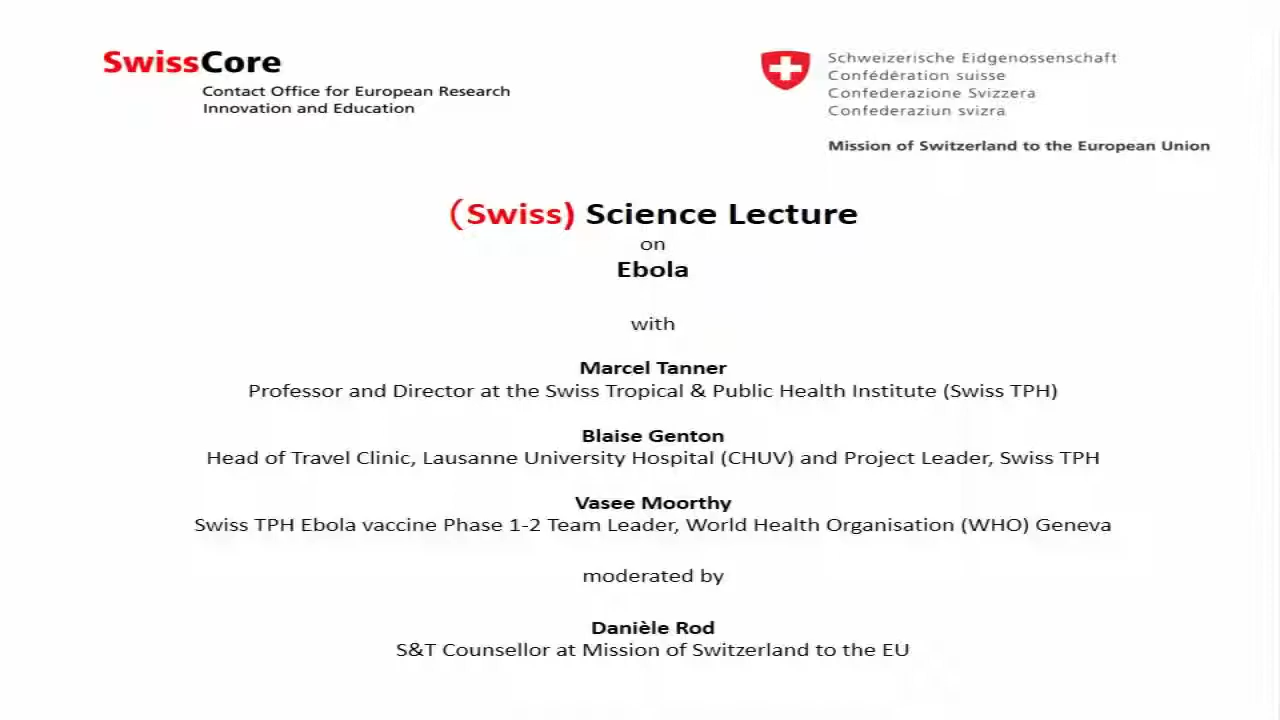 SwissCore
Contact Office for European Research
Innovation and Education
Schweizerische Eidgenossenschaft
Confédération suisse
Confederazione Svizzera
Confederaziun svizra
Mission of Switzerland to the European Union
(Swiss) Science Lecture
on
Ebola
with
Marcel Tanner
Professor and Director at the Swiss Tropical & Public Health Institute (Swiss TPH)
Blaise Genton
Head of Travel Clinic, Lausanne University Hospital (CHUV) and Project Leader, Swiss TPH
Vasee Moorthy
Swiss TPH Ebola vaccine Phase 1-2 Team Leader, World Health Organisation (WHO) Geneva
moderated by
Danièle Rod
S&T Counsellor at Mission of Switzerland to the EU